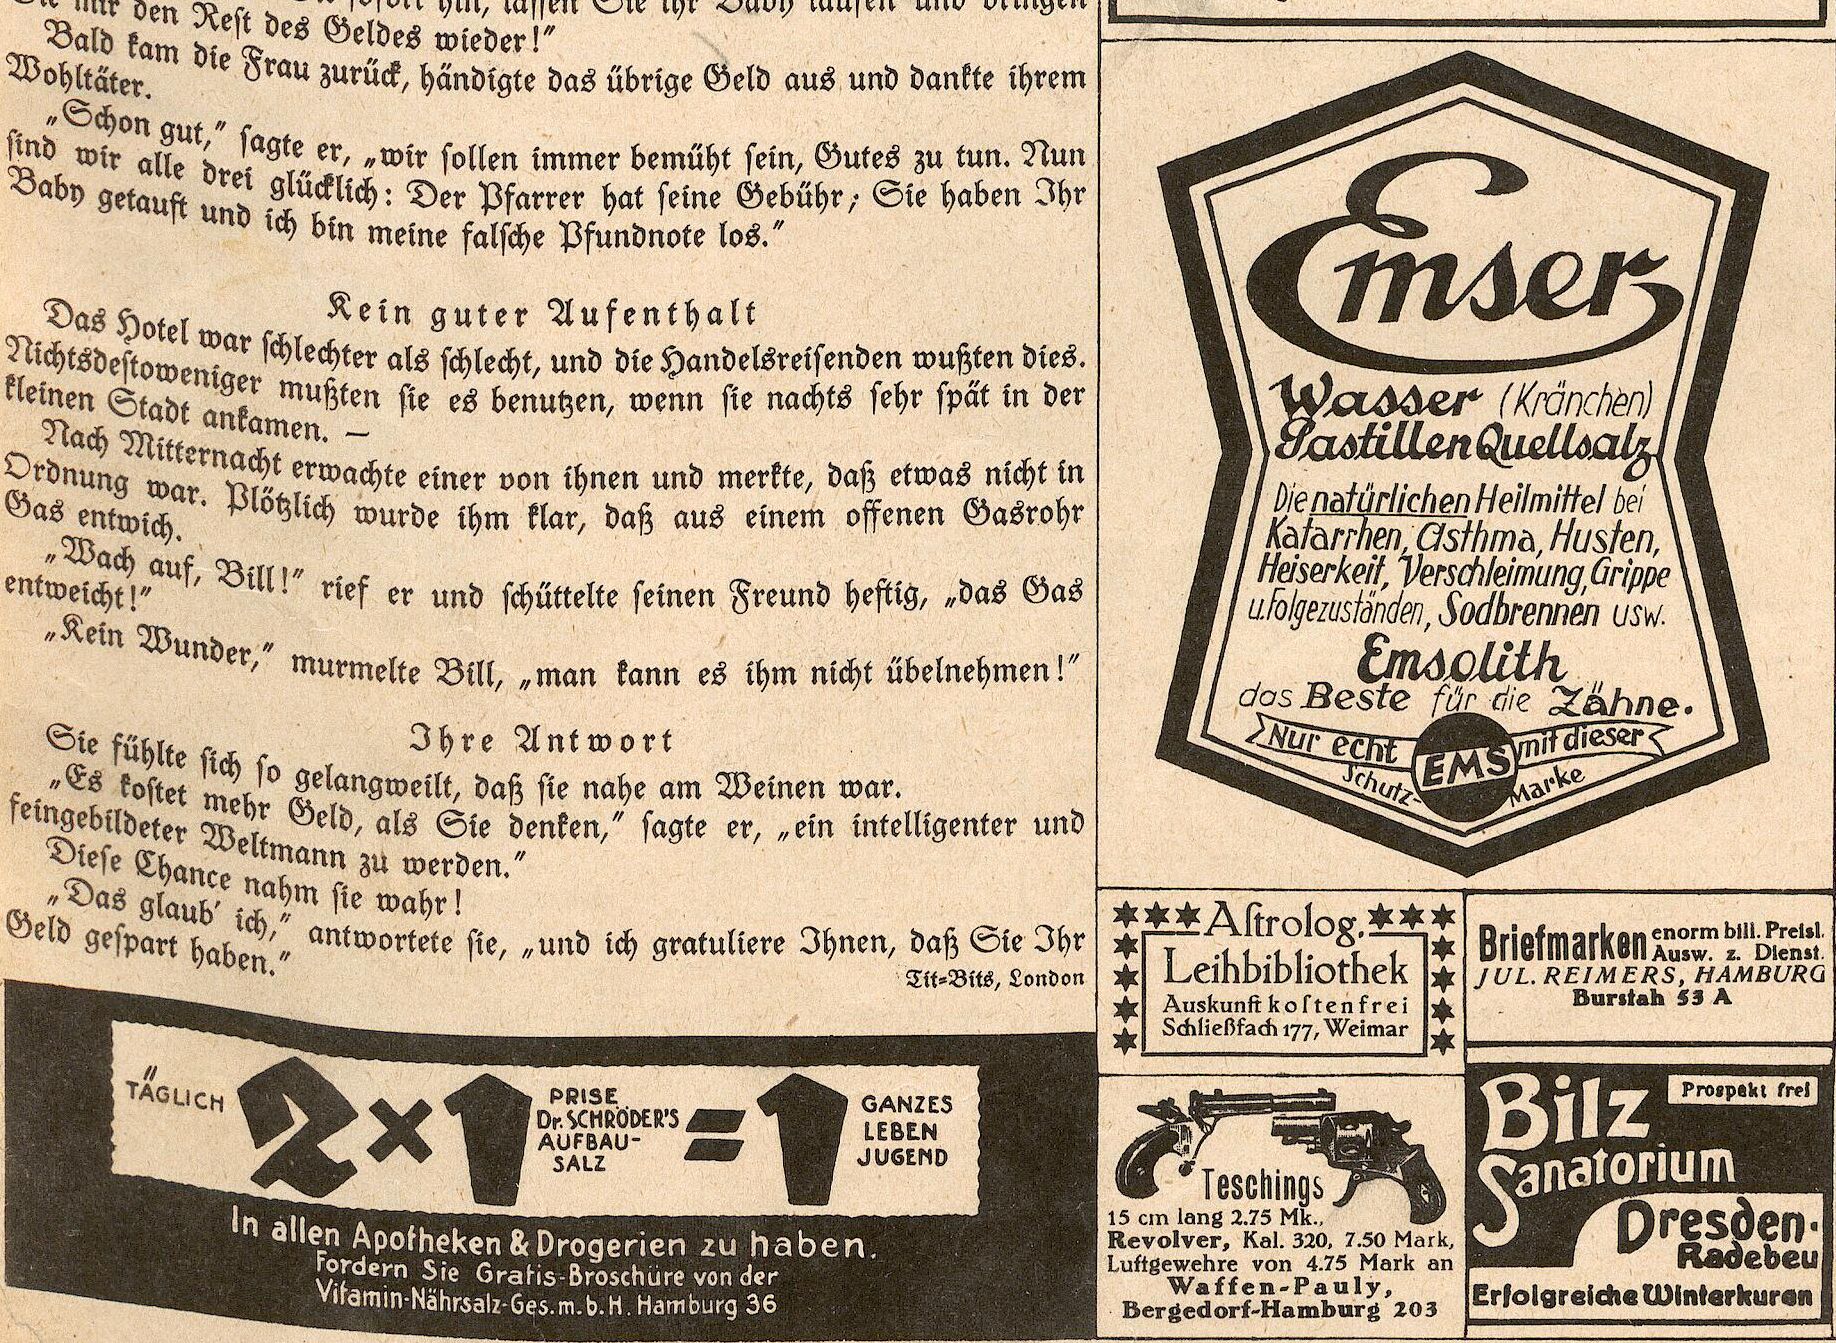 Sie mir den Rest des Geldes wieder!”
Bald kam die Frau zurück, händigte das übrige Geld aus und dankte ihrem
Wohltäter.
„Schon gut,” sagte er, „wir sollen immer bemüht sein, Gutes zu tun. Nun
sind wir alle drei glücklich: Der Pfarrer hat seine Gebühr; Sie haben Ihr
Baby getauft und ich bin meine falsche Pfundnote los.”
Kein guter Aufenthalt
Das Hotel war schlechter als schlecht, und die Handelsreisenden wußten dies.
Nichtsdestoweniger mußten sie es benutzen, wenn sie nachts sehr spät in der
kleinen Stadt ankamen. —
Nach Mitternacht erwachte einer von ihnen und merkte, daß etwas nicht in
Ordnung war. Plötzlich wurde ihm klar, daß aus einem offenen Gasrohr
Gas entwich.
„Wach auf, Bill!” rief er und schüttelte seinen Freund heftig, „das Gas
entweicht!”
„Kein Wunder,” murmelte Bill, „man kann es ihm nicht übelnehmen!”
Ihre Antwort
Sie fühlte sich so gelangweilt, daß sie nahe am Weinen war.
„Es kostet mehr Geld, als Sie denken,” sagte er, „ein intelligenter und
feingebildeter Weltmann zu werden.”
Diese Chance nahm sie wahr!
„Das glaub’ ich,” antwortete sie, „und ich gratuliere Ihnen, daß Sie Ihr
Geld gespart haben.”
Tit-Bits, London
TÄGLICH 2 × 1 PRISE Dr. SCHRÖDER'S AUFBAU-SALZ = 1 GANZES LEBEN JUGEND
In allen Apotheken & Drogerien zu haben.
Fordern Sie Gratis-Broschüre von der
Vitamin-Nährsalz-Ges.m.b.H. Hamburg 36
Emser
Wasser (Kränchen)
Pastillen Quellsalz
Die natürlichen Heilmittel bei
Katarrhen, Asthma, Husten,
Heiserkeit, Verschleimung, Grippe
u. Folgezuständen, Sodbrennen usw.
Emsolith
das Beste für die Zähne.
Nur echt EMS mit dieser
Schutz-Marke
Astrolog.
Leihbibliothek
Auskunft kostenfrei
Schließfach 177, Weimar
Briefmarken enorm bill. Preisl.
Ausw. z. Dienst.
JUL. REIMERS, HAMBURG
Burstah 53 A
Teschings
15 cm lang 2.75 Mk.,
Revolver, Kal. 320, 7.50 Mark,
Luftgewehre von 4.75 Mark an
Waffen-Pauly,
Bergedorf-Hamburg 203
Bilz
Prospekt frei
Sanatorium
Dresden-
Radebeul
Erfolgreiche Winterkuren